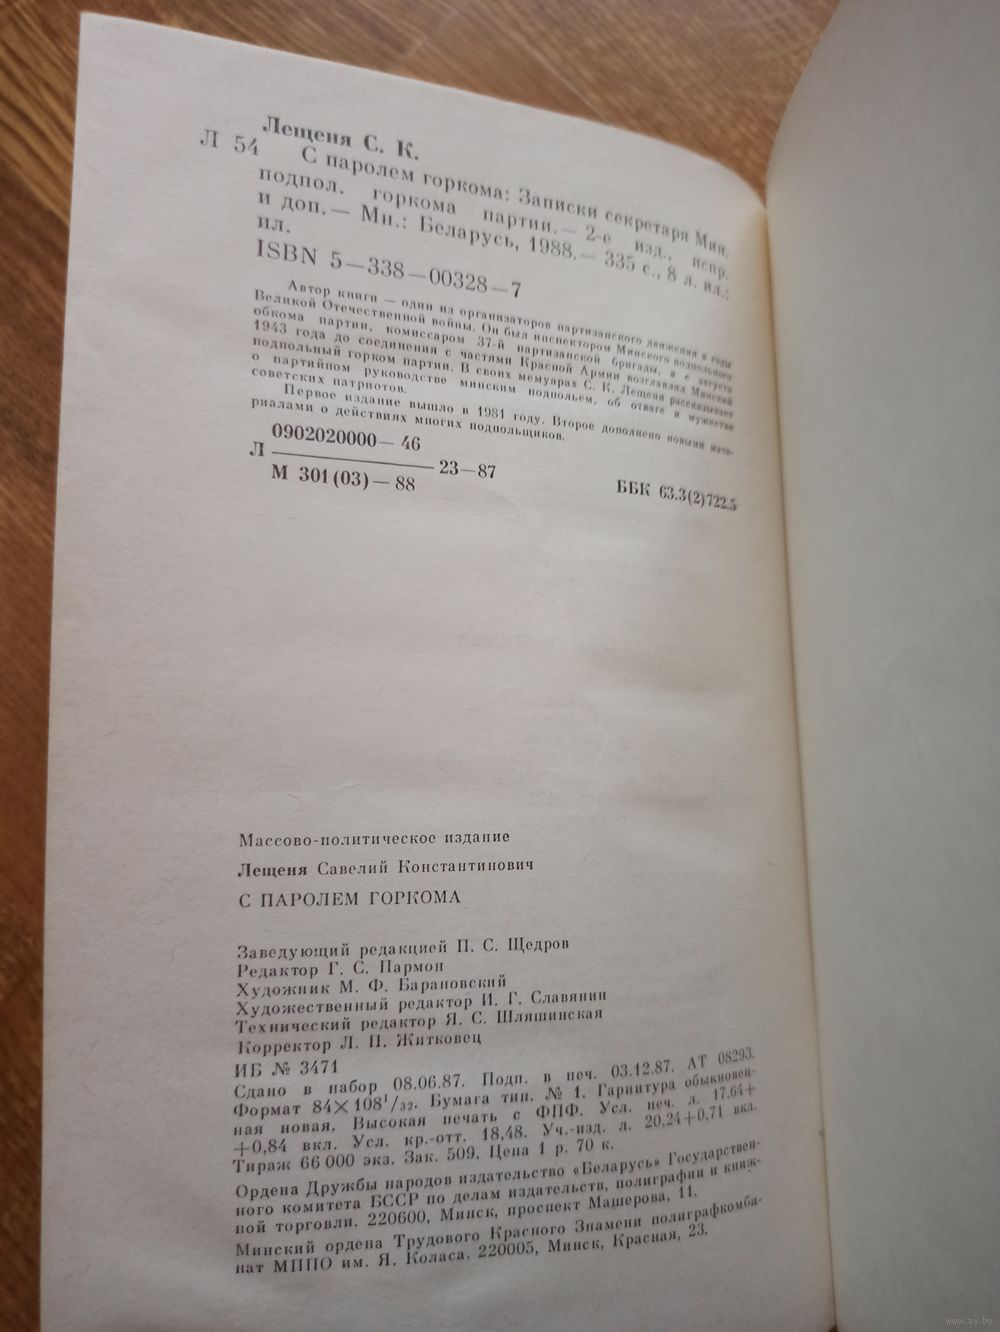 Лещеня С. К.
Л 54 С паролем горкома: Записки секретаря Мин.
подпол. горкома партии.— 2-е изд., испр.
и доп.— Мн.: Беларусь, 1988.— 335 с., 8 л. ил.:
ил.
ISBN 5—338—00328—7
Автор книги — один из организаторов партизанского движения в годы
Великой Отечественной войны. Он был инспектором Минского подпольного
обкома партии, комиссаром 37-й партизанской бригады, а с августа
1943 года до соединения с частями Красной Армии возглавлял Минский
подпольный горком партии. В своих мемуарах С. К. Лещеня рассказывает
о партийном руководстве минским подпольем, об отваге и мужестве
советских патриотов.
Первое издание вышло в 1981 году. Второе дополнено новыми мате-
риалами о действиях многих подпольщиков.
0902020000—46
Л ——— 23—87
М 301(03)—88
ББК 63.3(2)722.5
Массово-политическое издание
Лещеня Савелий Константинович
С ПАРОЛЕМ ГОРКОМА
Заведующий редакцией П. С. Щедров
Редактор Г. С. Пармон
Художник М. Ф. Барановский
Художественный редактор И. Г. Славянин
Технический редактор Я. С. Шляшинская
Корректор Л. П. Житковец
ИБ № 3471
Сдано в набор 08.06.87. Подп. в печ. 03.12.87. АТ 08293.
Формат 84×108¹/₃₂. Бумага тип. № 1. Гарнитура обыкновен-
ная новая. Высокая печать с ФПФ. Усл. печ. л. 17,64+
+0,84 вкл. Усл. кр.-отт. 18,48. Уч.-изд. л. 20,24+0,71 вкл.
Тираж 66 000 экз. Зак. 509. Цена 1 р. 70 к.
Ордена Дружбы народов издательство «Беларусь» Государствен-
ного комитета БССР по делам издательств, полиграфии и книж-
ной торговли. 220600, Минск, проспект Машерова, 11.
Минский ордена Трудового Красного Знамени полиграфкомби-
нат МППО им. Я. Коласа. 220005, Минск, Красная, 23.
www.ay.by